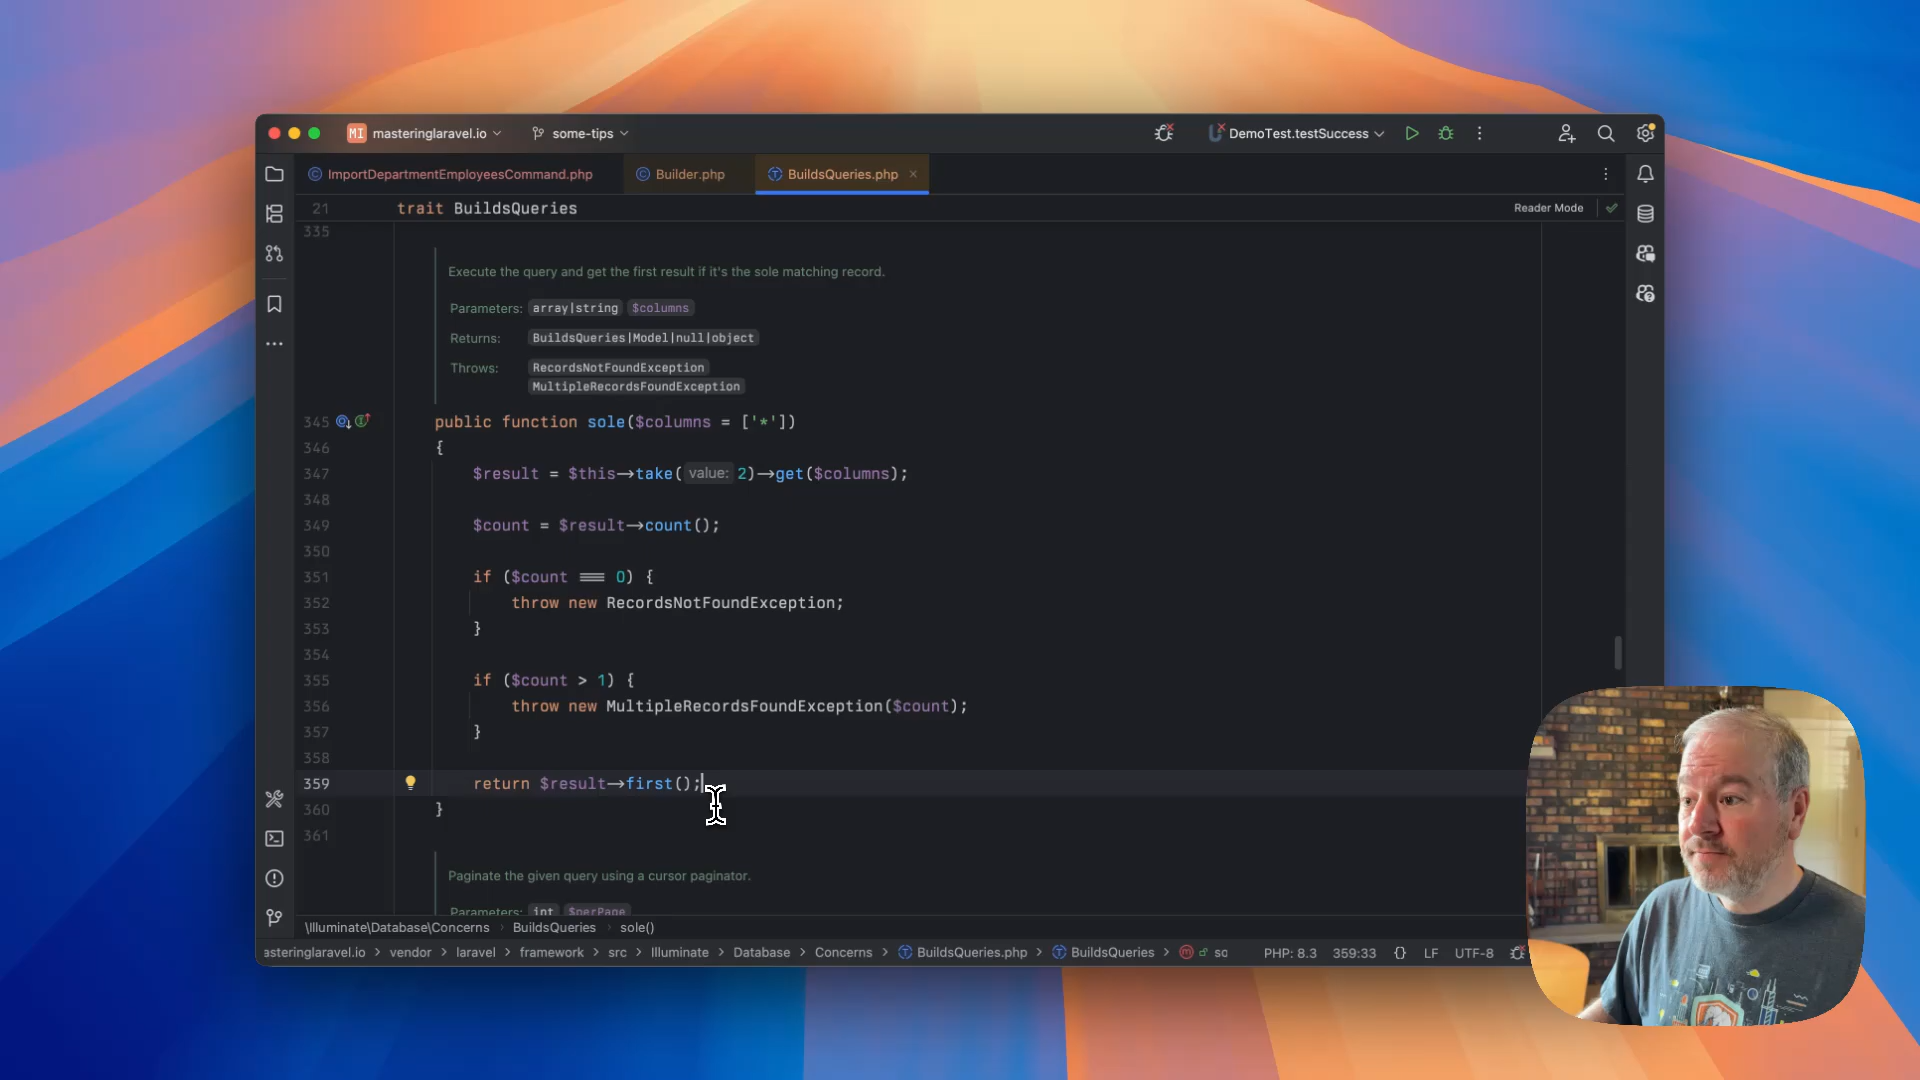 MI masteringlaravel.io some-tips DemoTest.testSuccess
ImportDepartmentEmployeesCommand.php Builder.php BuildsQueries.php ×
21 trait BuildsQueries Reader Mode
335
Execute the query and get the first result if it's the sole matching record.
Parameters: array|string $columns
Returns: BuildsQueries|Model|null|object
Throws: RecordsNotFoundException
MultipleRecordsFoundException
345 public function sole($columns = ['*'])
346 {
347 $result = $this->take( value: 2)->get($columns);
348
349 $count = $result->count();
350
351 if ($count === 0) {
352 throw new RecordsNotFoundException;
353 }
354
355 if ($count > 1) {
356 throw new MultipleRecordsFoundException($count);
357 }
358
359 return $result->first();
360 }
361
Paginate the given query using a cursor paginator.
Parameters: int $perPage
\Illuminate\Database\Concerns › BuildsQueries › sole()
asteringlaravel.io › vendor › laravel › framework › src › Illuminate › Database › Concerns › BuildsQueries.php › BuildsQueries › so PHP: 8.3 359:33 {} LF UTF-8